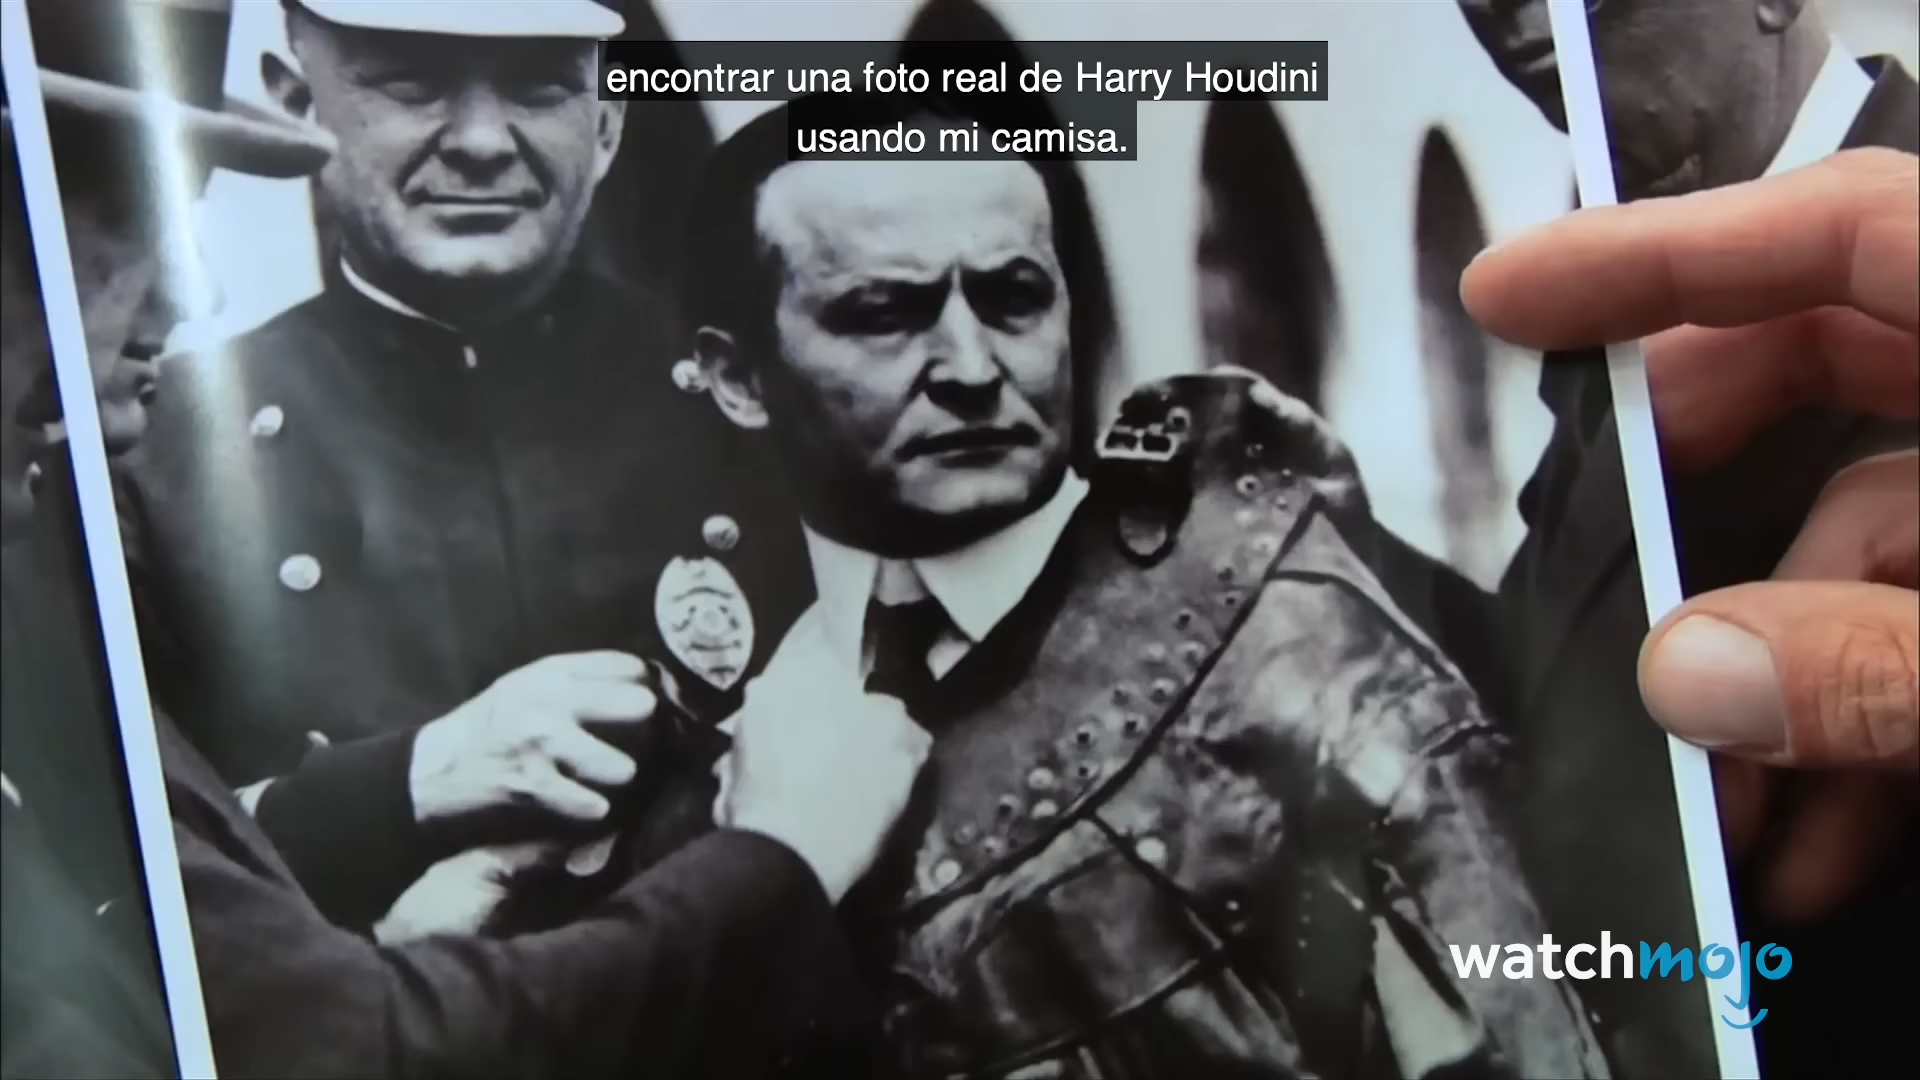 encontrar una foto real de Harry Houdini
usando mi camisa.
watchmojo